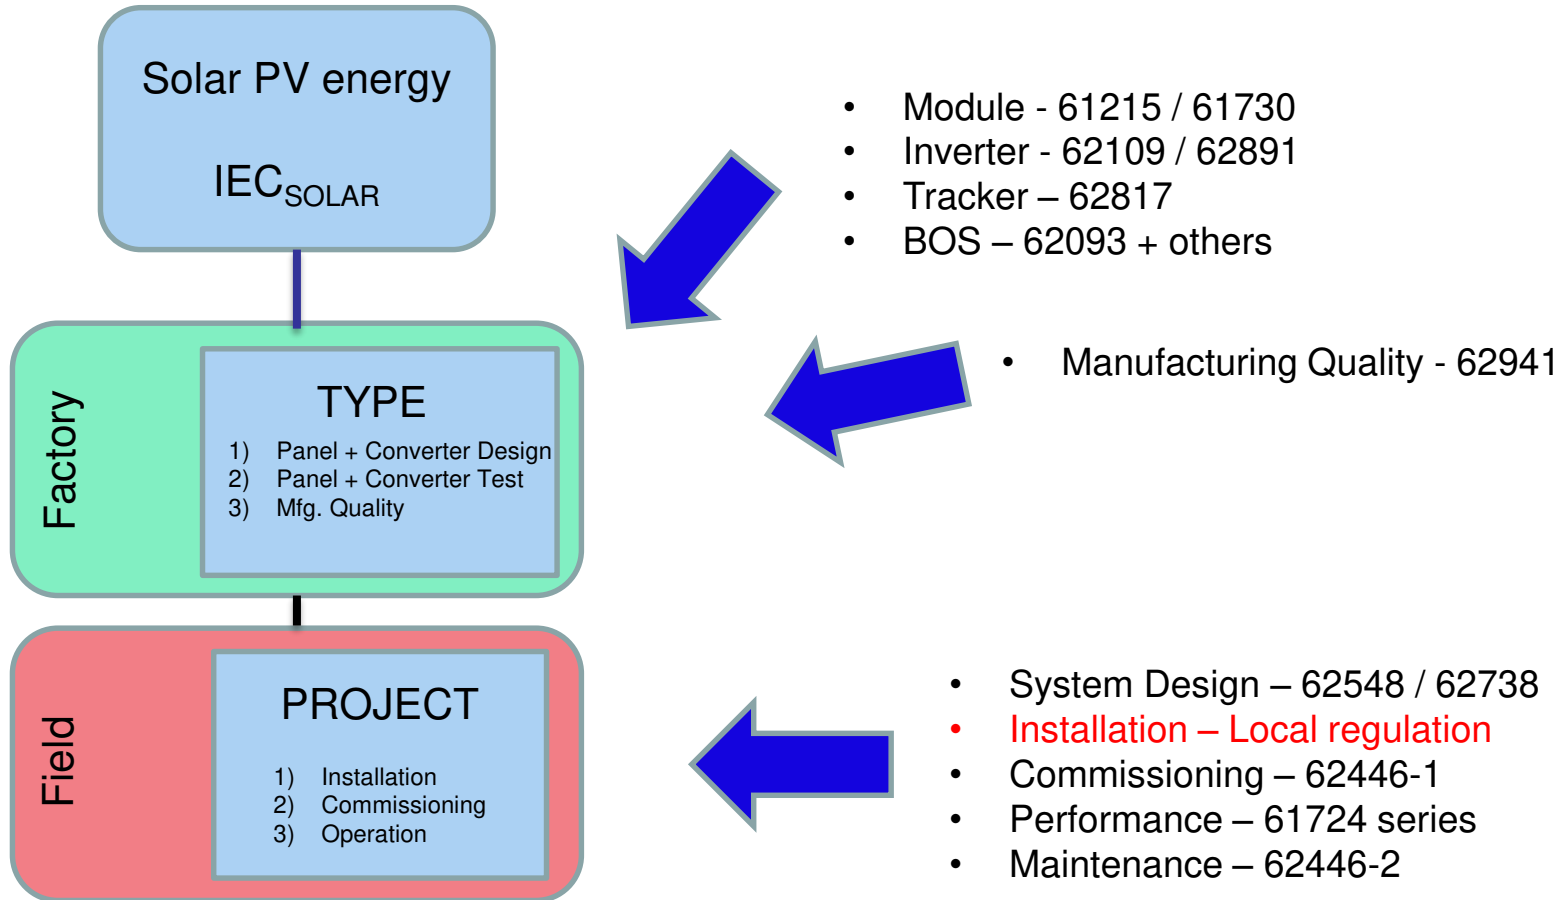 Solar PV energy
IEC_SOLAR
Factory
TYPE
1) Panel + Converter Design
2) Panel + Converter Test
3) Mfg. Quality
Field
PROJECT
1) Installation
2) Commissioning
3) Operation
• Module - 61215 / 61730
• Inverter - 62109 / 62891
• Tracker – 62817
• BOS – 62093 + others
• Manufacturing Quality - 62941
• System Design – 62548 / 62738
• Installation – Local regulation
• Commissioning – 62446-1
• Performance – 61724 series
• Maintenance – 62446-2